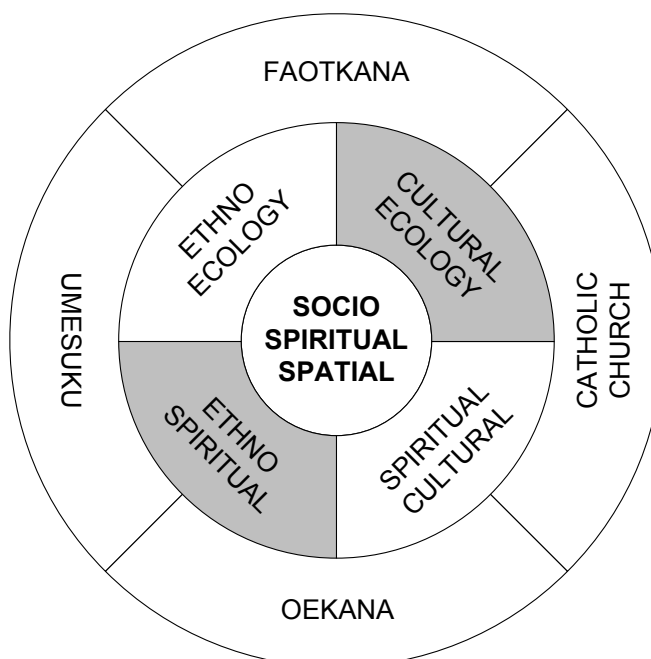 FAOTKANA
ETHNO
ECOLOGY
CULTURAL
ECOLOGY
UMESUKU
SOCIO
SPIRITUAL
SPATIAL
CATHOLIC
CHURCH
ETHNO
SPIRITUAL
SPIRITUAL
CULTURAL
OEKANA